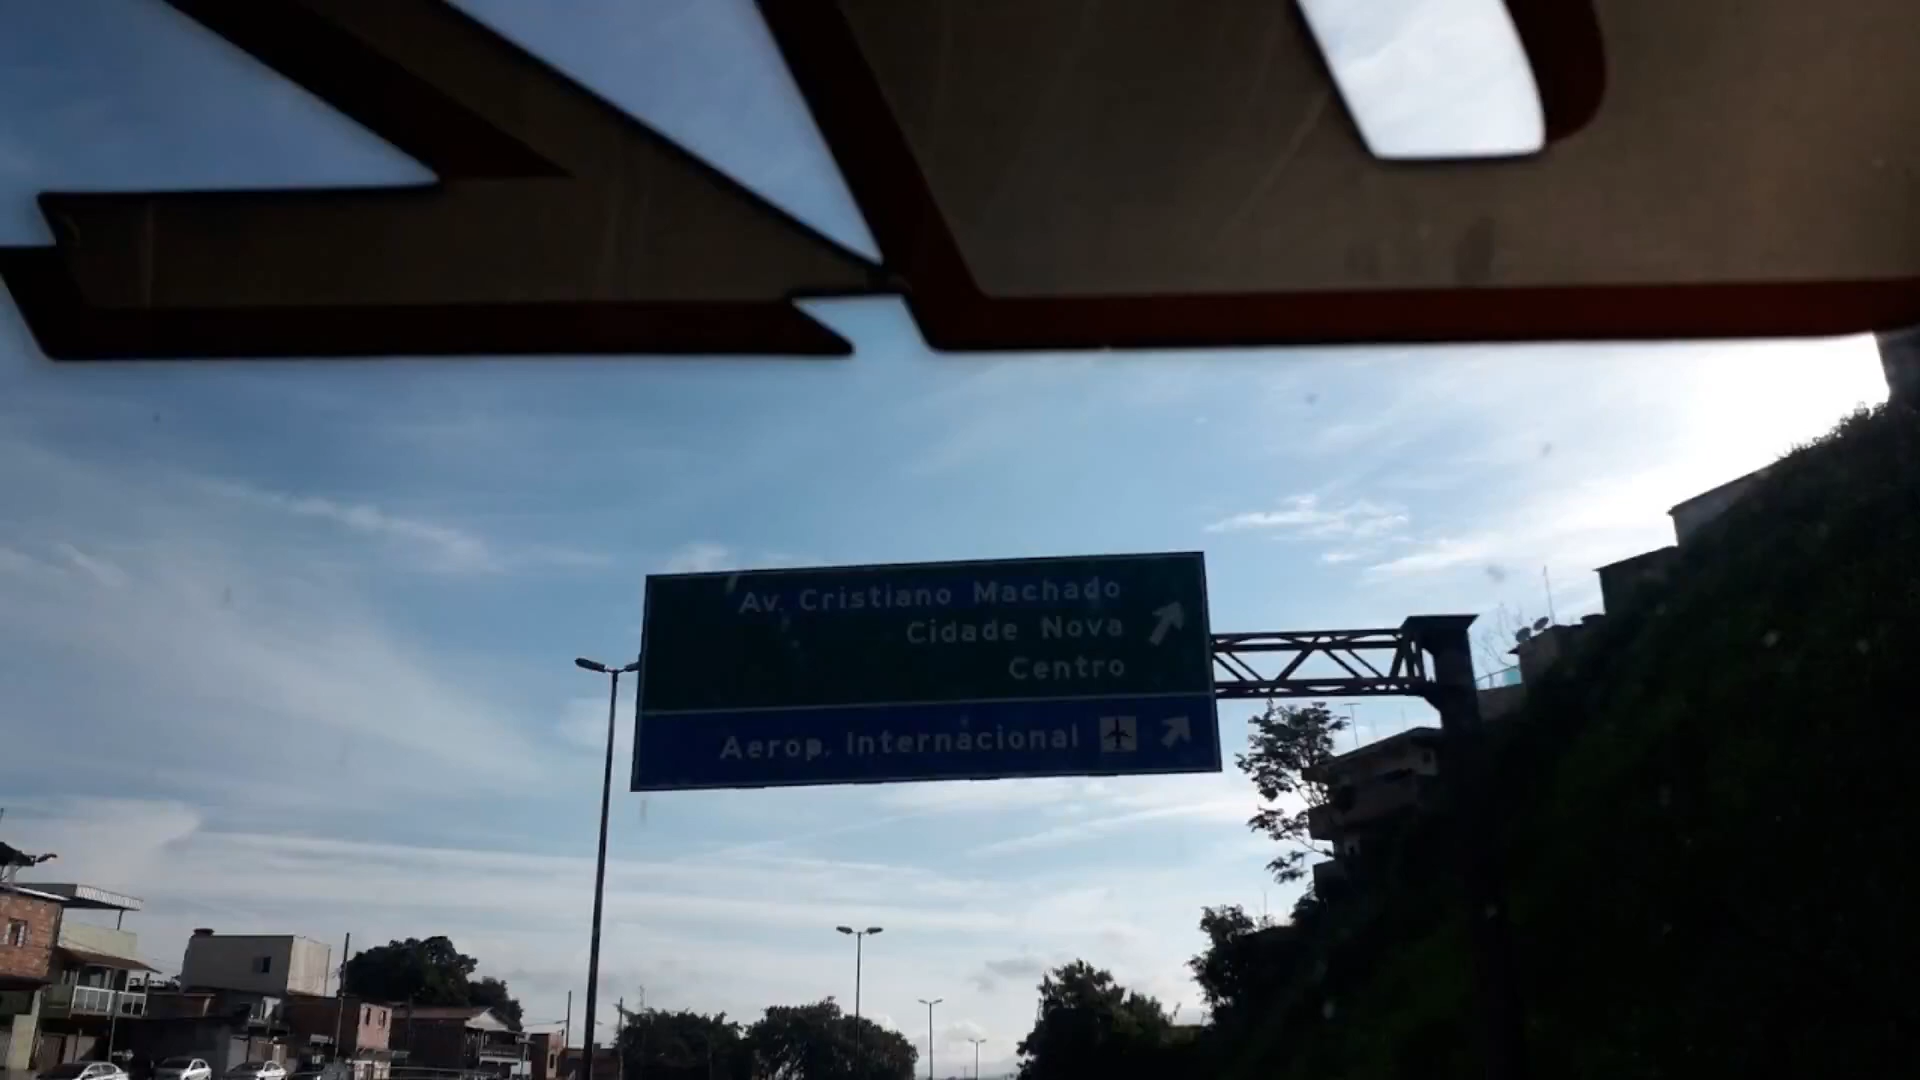 Av. Cristiano Machado
Cidade Nova
Centro
Aerop. Internacional